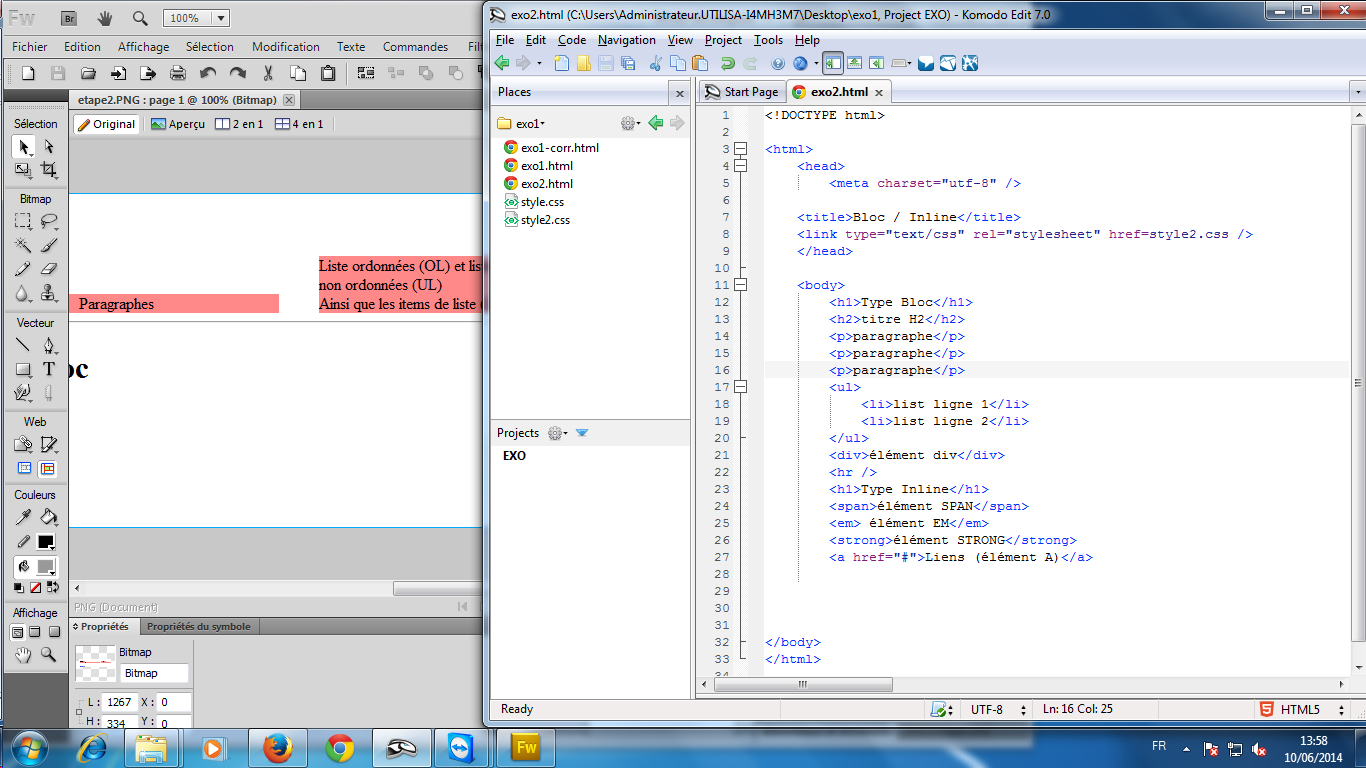 Fw
Br
100%
Fichier Edition Affichage Sélection Modification Texte Commandes
etape2.PNG : page 1 @ 100% (Bitmap)
Original Aperçu 2 en 1 4 en 1
Sélection
Bitmap
Vecteur
T
Web
Couleurs
Affichage
Liste ordonnées (OL) et
non ordonnées (UL)
Paragraphes
Ainsi que les items de liste
PNG (Document)
Propriétés Propriétés du symbole
Bitmap
Bitmap
L : 1267 X : 0
H : 334 Y : 0
exo2.html (C:\Users\Administrateur.UTILISA-I4MH3M7\Desktop\exo1, Project EXO) - Komodo Edit 7.0
File Edit Code Navigation View Project Tools Help
Places
exo1
exo1-corr.html
exo1.html
exo2.html
style.css
style2.css
Projects
EXO
Start Page exo2.html
1 <!DOCTYPE html>
2
3 <html>
4 <head>
5 <meta charset="utf-8" />
6
7 <title>Bloc / Inline</title>
8 <link type="text/css" rel="stylesheet" href=style2.css />
9 </head>
10
11 <body>
12 <h1>Type Bloc</h1>
13 <h2>titre H2</h2>
14 <p>paragraphe</p>
15 <p>paragraphe</p>
16 <p>paragraphe</p>
17 <ul>
18 <li>list ligne 1</li>
19 <li>list ligne 2</li>
20 </ul>
21 <div>élément div</div>
22 <hr />
23 <h1>Type Inline</h1>
24 <span>élément SPAN</span>
25 <em> élément EM</em>
26 <strong>élément STRONG</strong>
27 <a href="#">Liens (élément A)</a>
28
29
30
31
32 </body>
33 </html>
Ready
UTF-8
Ln: 16 Col: 25
HTML5
Fw
FR
13:58
10/06/2014